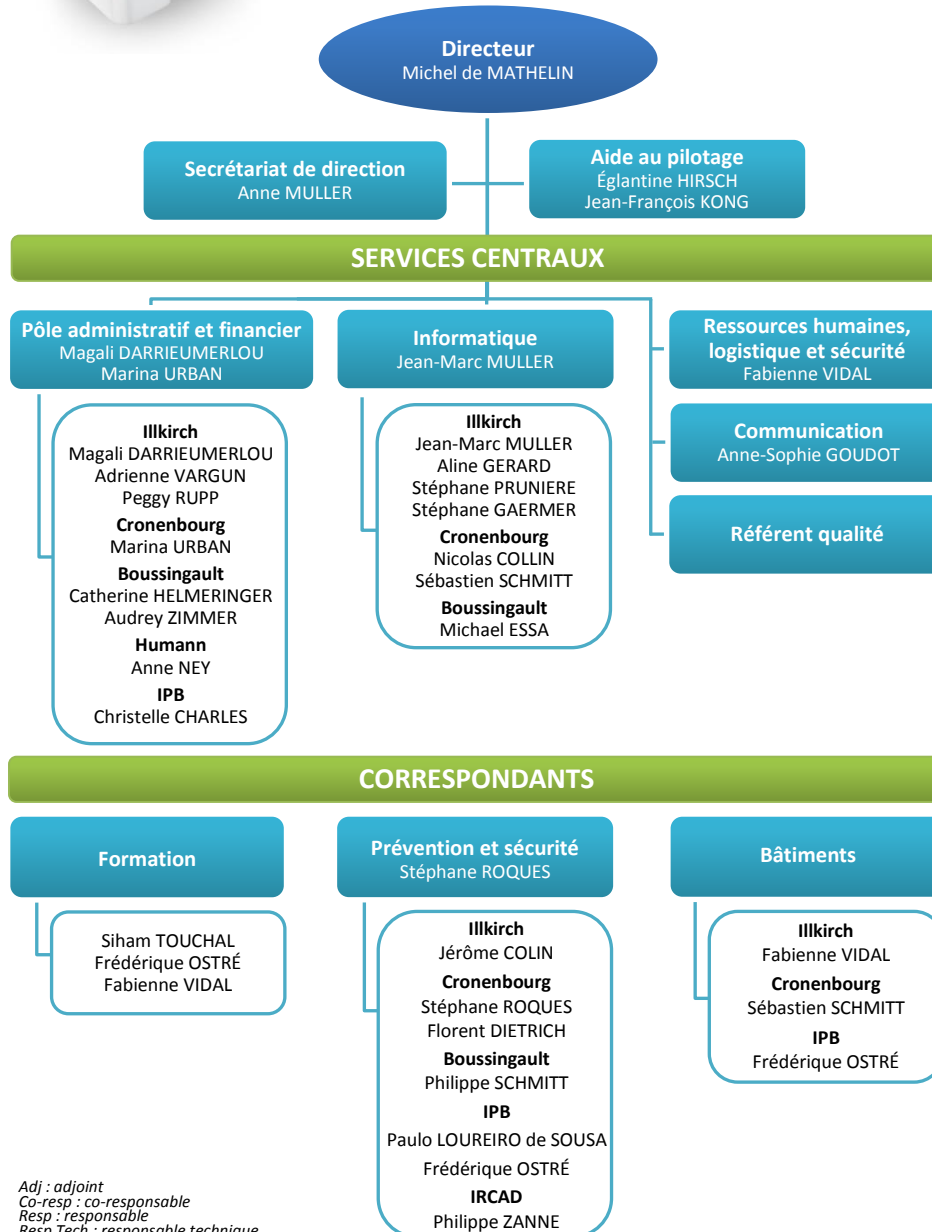 Directeur
Michel de MATHELIN
Secrétariat de direction
Anne MULLER
Aide au pilotage
Églantine HIRSCH
Jean-François KONG
SERVICES CENTRAUX
Pôle administratif et financier
Magali DARRIEUMERLOU
Marina URBAN
Illkirch
Magali DARRIEUMERLOU
Adrienne VARGUN
Peggy RUPP
Cronenbourg
Marina URBAN
Boussingault
Catherine HELMERINGER
Audrey ZIMMER
Humann
Anne NEY
IPB
Christelle CHARLES
Informatique
Jean-Marc MULLER
Illkirch
Jean-Marc MULLER
Aline GERARD
Stéphane PRUNIERE
Stéphane GAERMER
Cronenbourg
Nicolas COLLIN
Sébastien SCHMITT
Boussingault
Michael ESSA
Ressources humaines,
logistique et sécurité
Fabienne VIDAL
Communication
Anne-Sophie GOUDOT
Référent qualité
CORRESPONDANTS
Formation
Siham TOUCHAL
Frédérique OSTRÉ
Fabienne VIDAL
Prévention et sécurité
Stéphane ROQUES
Illkirch
Jérôme COLIN
Cronenbourg
Stéphane ROQUES
Florent DIETRICH
Boussingault
Philippe SCHMITT
IPB
Paulo LOUREIRO de SOUSA
Frédérique OSTRÉ
IRCAD
Philippe ZANNE
Bâtiments
Illkirch
Fabienne VIDAL
Cronenbourg
Sébastien SCHMITT
IPB
Frédérique OSTRÉ
Adj : adjoint
Co-resp : co-responsable
Resp : responsable
Resp Tech : responsable technique